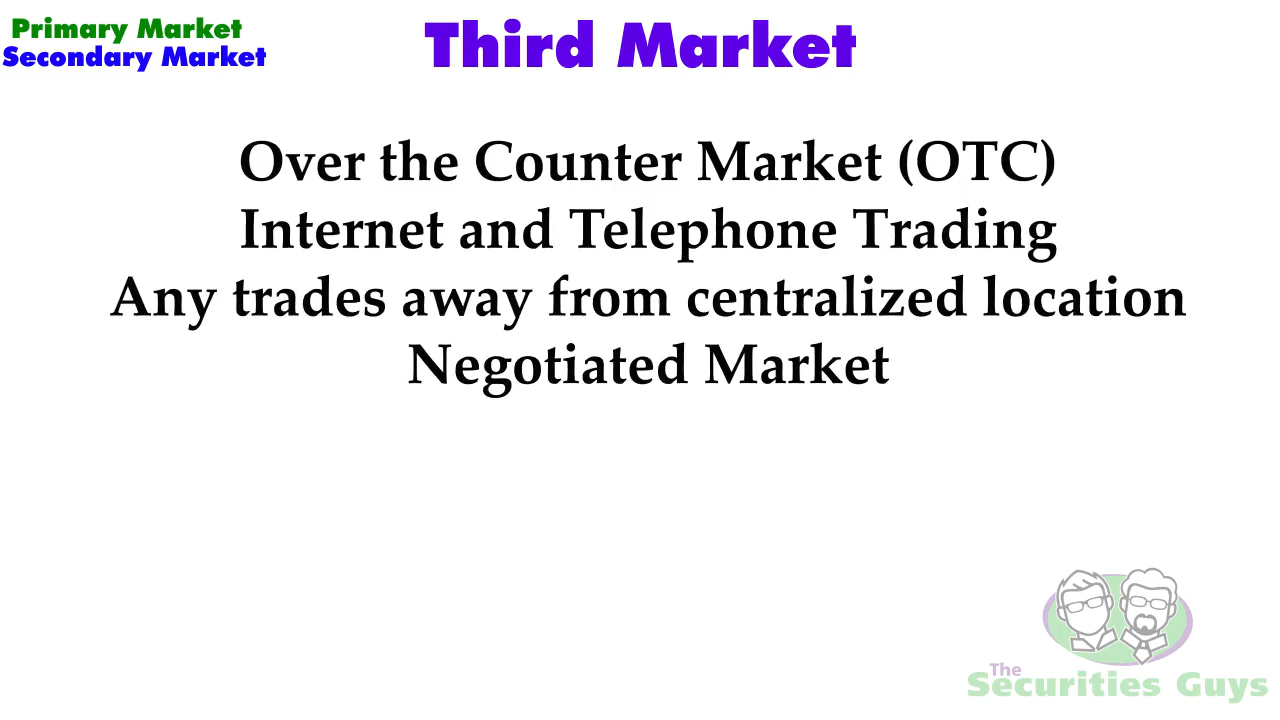 Primary Market
Secondary Market
Third Market
Over the Counter Market (OTC)
Internet and Telephone Trading
Any trades away from centralized location
Negotiated Market
The
Securities Guys